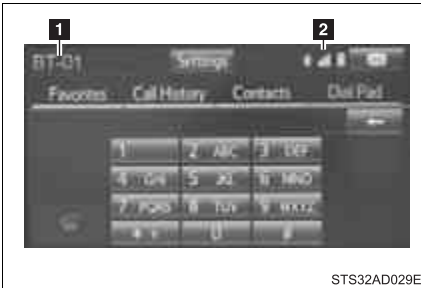 1 2
BT-01 Settings
Favorites Call History Contacts Dial Pad
1 2 ABC 3 DEF
4 GHI 5 JKL 6 MNO
7 PQRS 8 TUV 9 WXYZ
* + 0 #
STS32AD029E